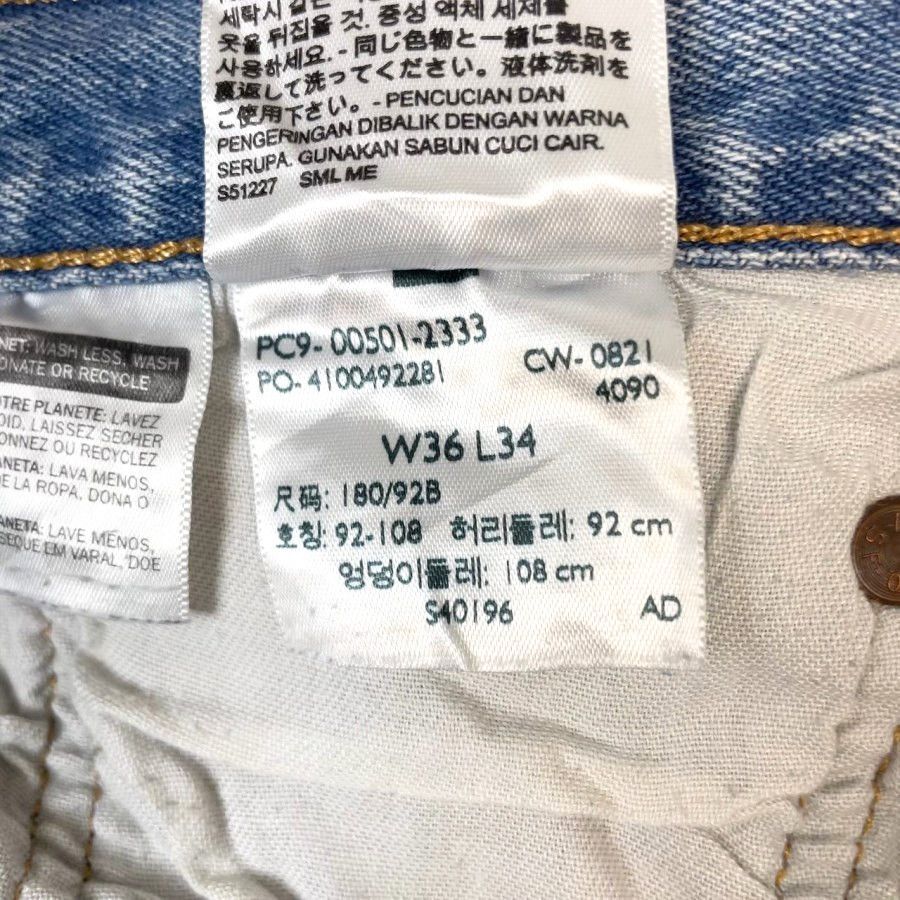 세탁시 같은
옷을 뒤집을 것. 중성 액체 세제를
사용하세요. - 同じ色物と一緒に製品を
裏返して洗ってください。液体洗剤を
ご使用下さい。- PENCUCIAN DAN
PENGERINGAN DIBALIK DENGAN WARNA
SERUPA. GUNAKAN SABUN CUCI CAIR.
S51227 SML ME
NET: WASH LESS, WASH
ONATE OR RECYCLE
OTRE PLANETE: LAVEZ
OID, LAISSEZ SÉCHER
ONNEZ OU RECYCLEZ
ANETA: LAVA MENOS,
E LA ROPA. DONA O
ANETA: LAVE MENOS,
SEQUE EM VARAL, DOE
PC9-00501-2333
PO-4100492281 CW-0821
4090
W36 L34
尺码: 180/92B
호칭: 92-108 허리둘레: 92 cm
엉덩이둘레: 108 cm
S40196 AD